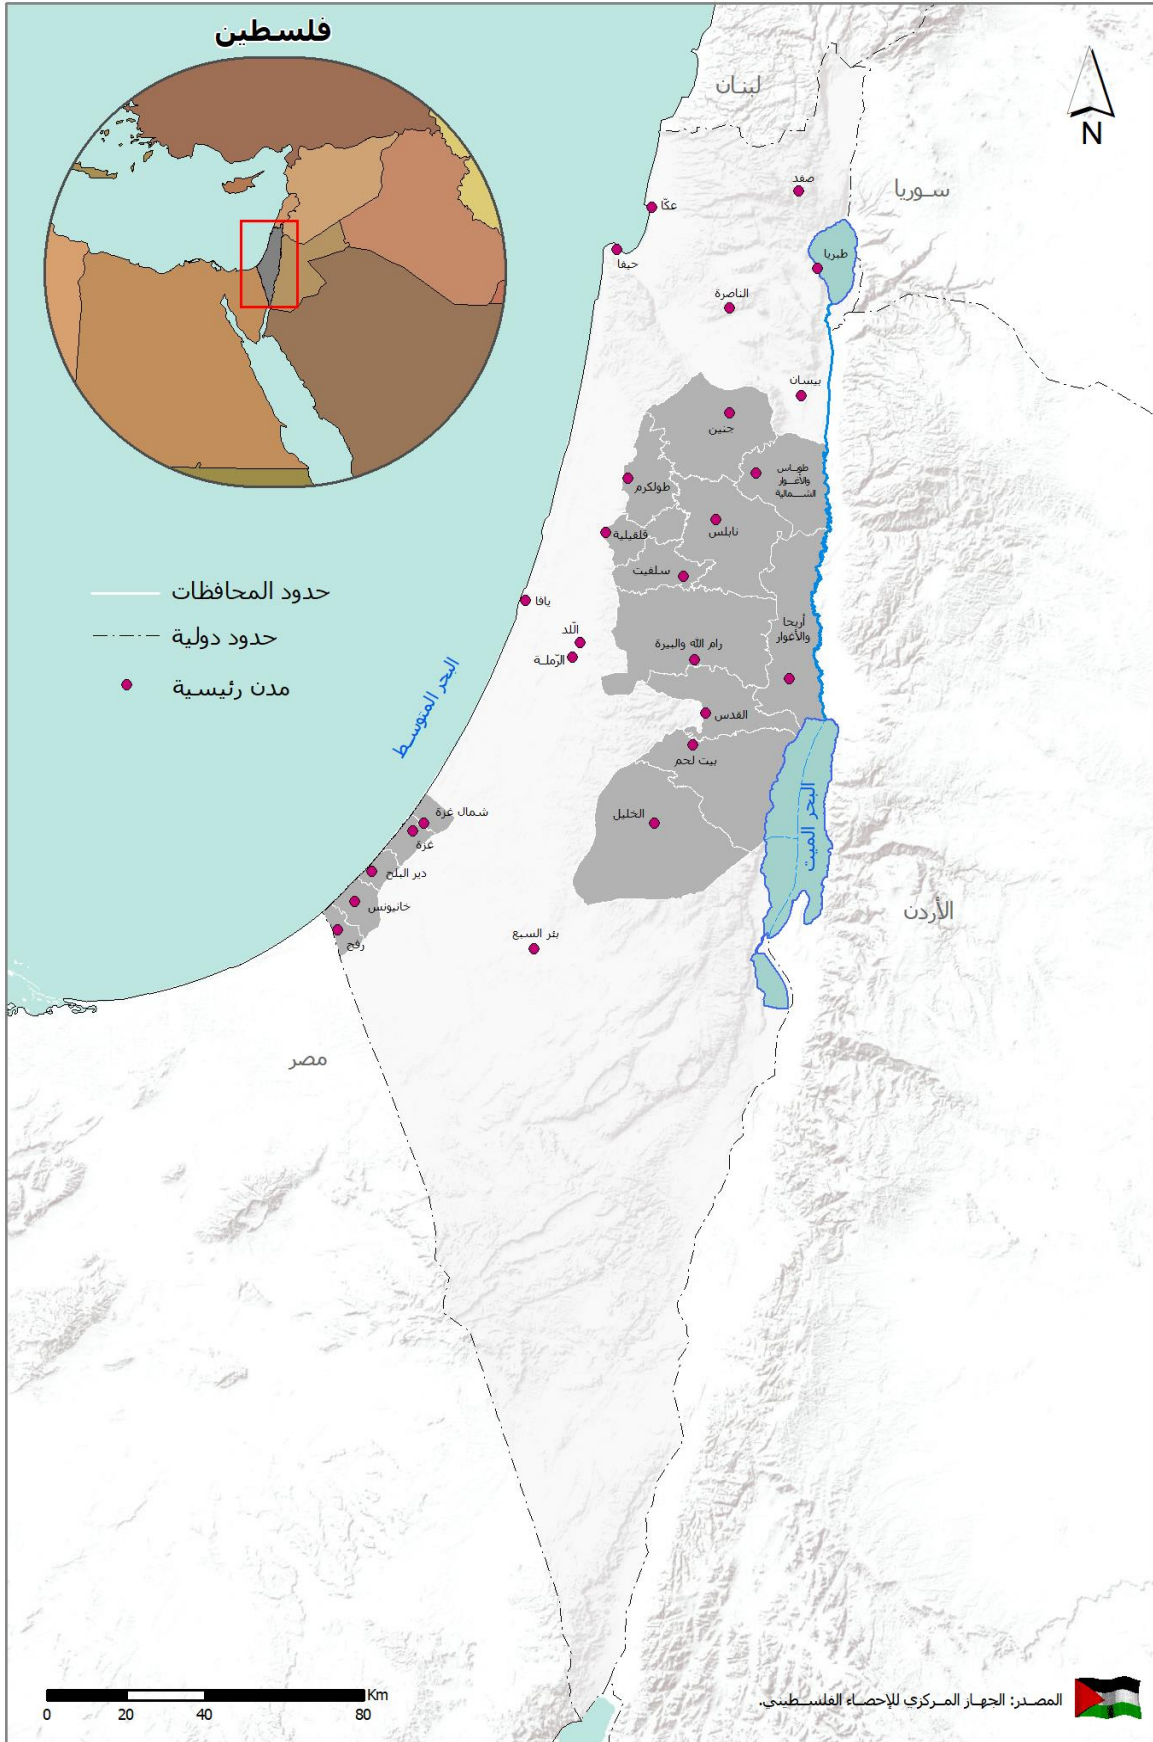 فلسطين
لبنان
N
سوريا
صفد
عكّا
حيفا
طبريا
الناصرة
بيسان
جنين
طوباس
والأغوار
الشمالية
طولكرم
نابلس
قلقيلية
سلفيت
حدود المحافظات
حدود دولية
مدن رئيسية
يافا
اللّد
الرّملة
أريحا
والأغوار
رام الله والبيرة
القدس
بيت لحم
البحر المتوسط
البحر الميت
الخليل
شمال غزة
غزة
دير البلح
خانيونس
رفح
بئر السبع
الأردن
مصر
Km
0 20 40 80
المصدر: الجهاز المركزي للإحصاء الفلسطيني.